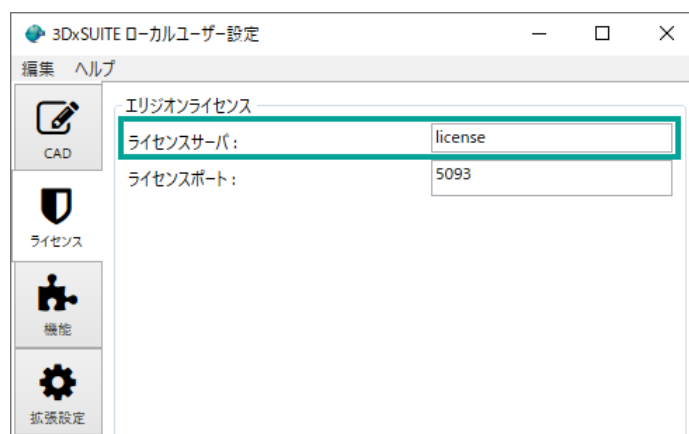 3DxSUITE ローカルユーザー設定
編集 ヘルプ
CAD
ライセンス
機能
拡張設定
エリジオンライセンス
ライセンスサーバ :
license
ライセンスポート :
5093